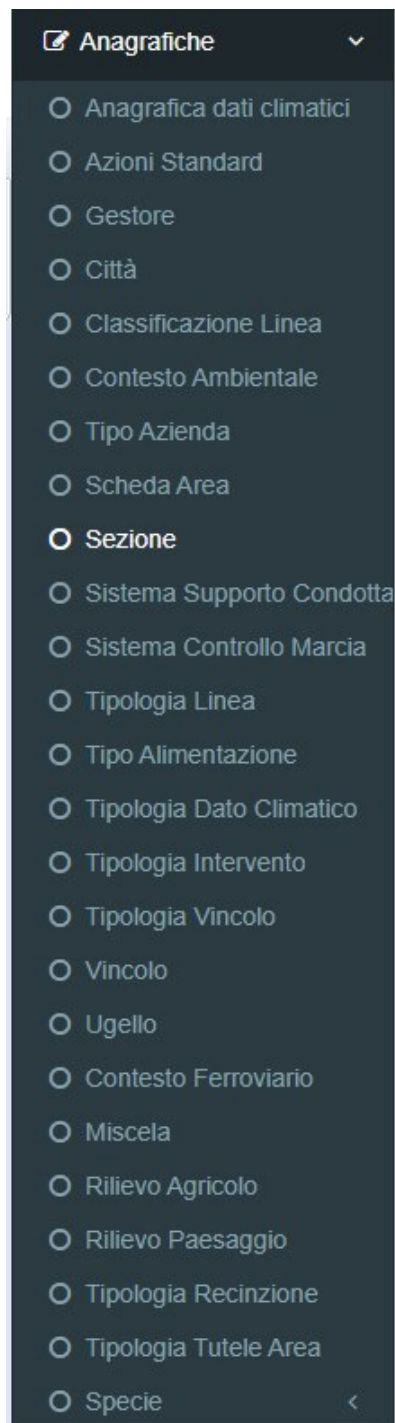 Anagrafiche
Anagrafica dati climatici
Azioni Standard
Gestore
Città
Classificazione Linea
Contesto Ambientale
Tipo Azienda
Scheda Area
Sezione
Sistema Supporto Condotta
Sistema Controllo Marcia
Tipologia Linea
Tipo Alimentazione
Tipologia Dato Climatico
Tipologia Intervento
Tipologia Vincolo
Vincolo
Ugello
Contesto Ferroviario
Miscela
Rilievo Agricolo
Rilievo Paesaggio
Tipologia Recinzione
Tipologia Tutele Area
Specie